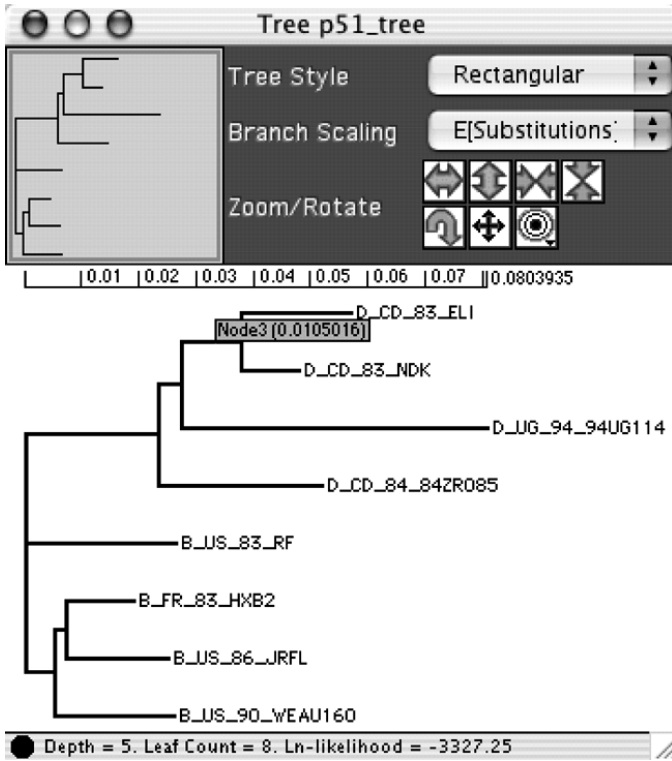 Tree p51_tree
Tree Style Rectangular
Branch Scaling E[Substitutions]
Zoom/Rotate
0.01 0.02 0.03 0.04 0.05 0.06 0.07 0.0803935
D_CD_83_ELI
Node3 (0.0105016)
D_CD_83_NDK
D_UG_94_94UG114
D_CD_84_84ZR085
B_US_83_RF
B_FR_83_HXB2
B_US_86_JRFL
B_US_90_WEAU160
Depth = 5. Leaf Count = 8. Ln-likelihood = -3327.25